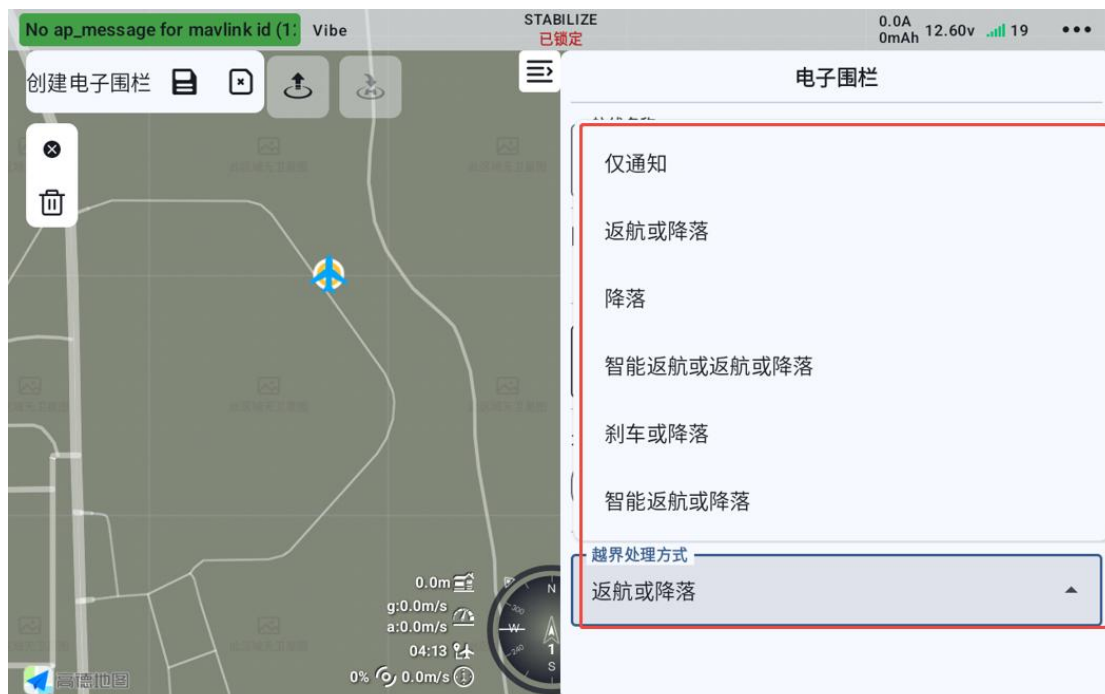 No ap_message for mavlink id (1:
Vibe
STABILIZE
已锁定
0.0A
0mAh
12.60v
19
创建电子围栏
电子围栏
仅通知
返航或降落
降落
智能返航或返航或降落
刹车或降落
智能返航或降落
越界处理方式
返航或降落
0.0m
g:0.0m/s
a:0.0m/s
04:13
0%
0.0m/s
N
300
W
240
S
1
高德地图